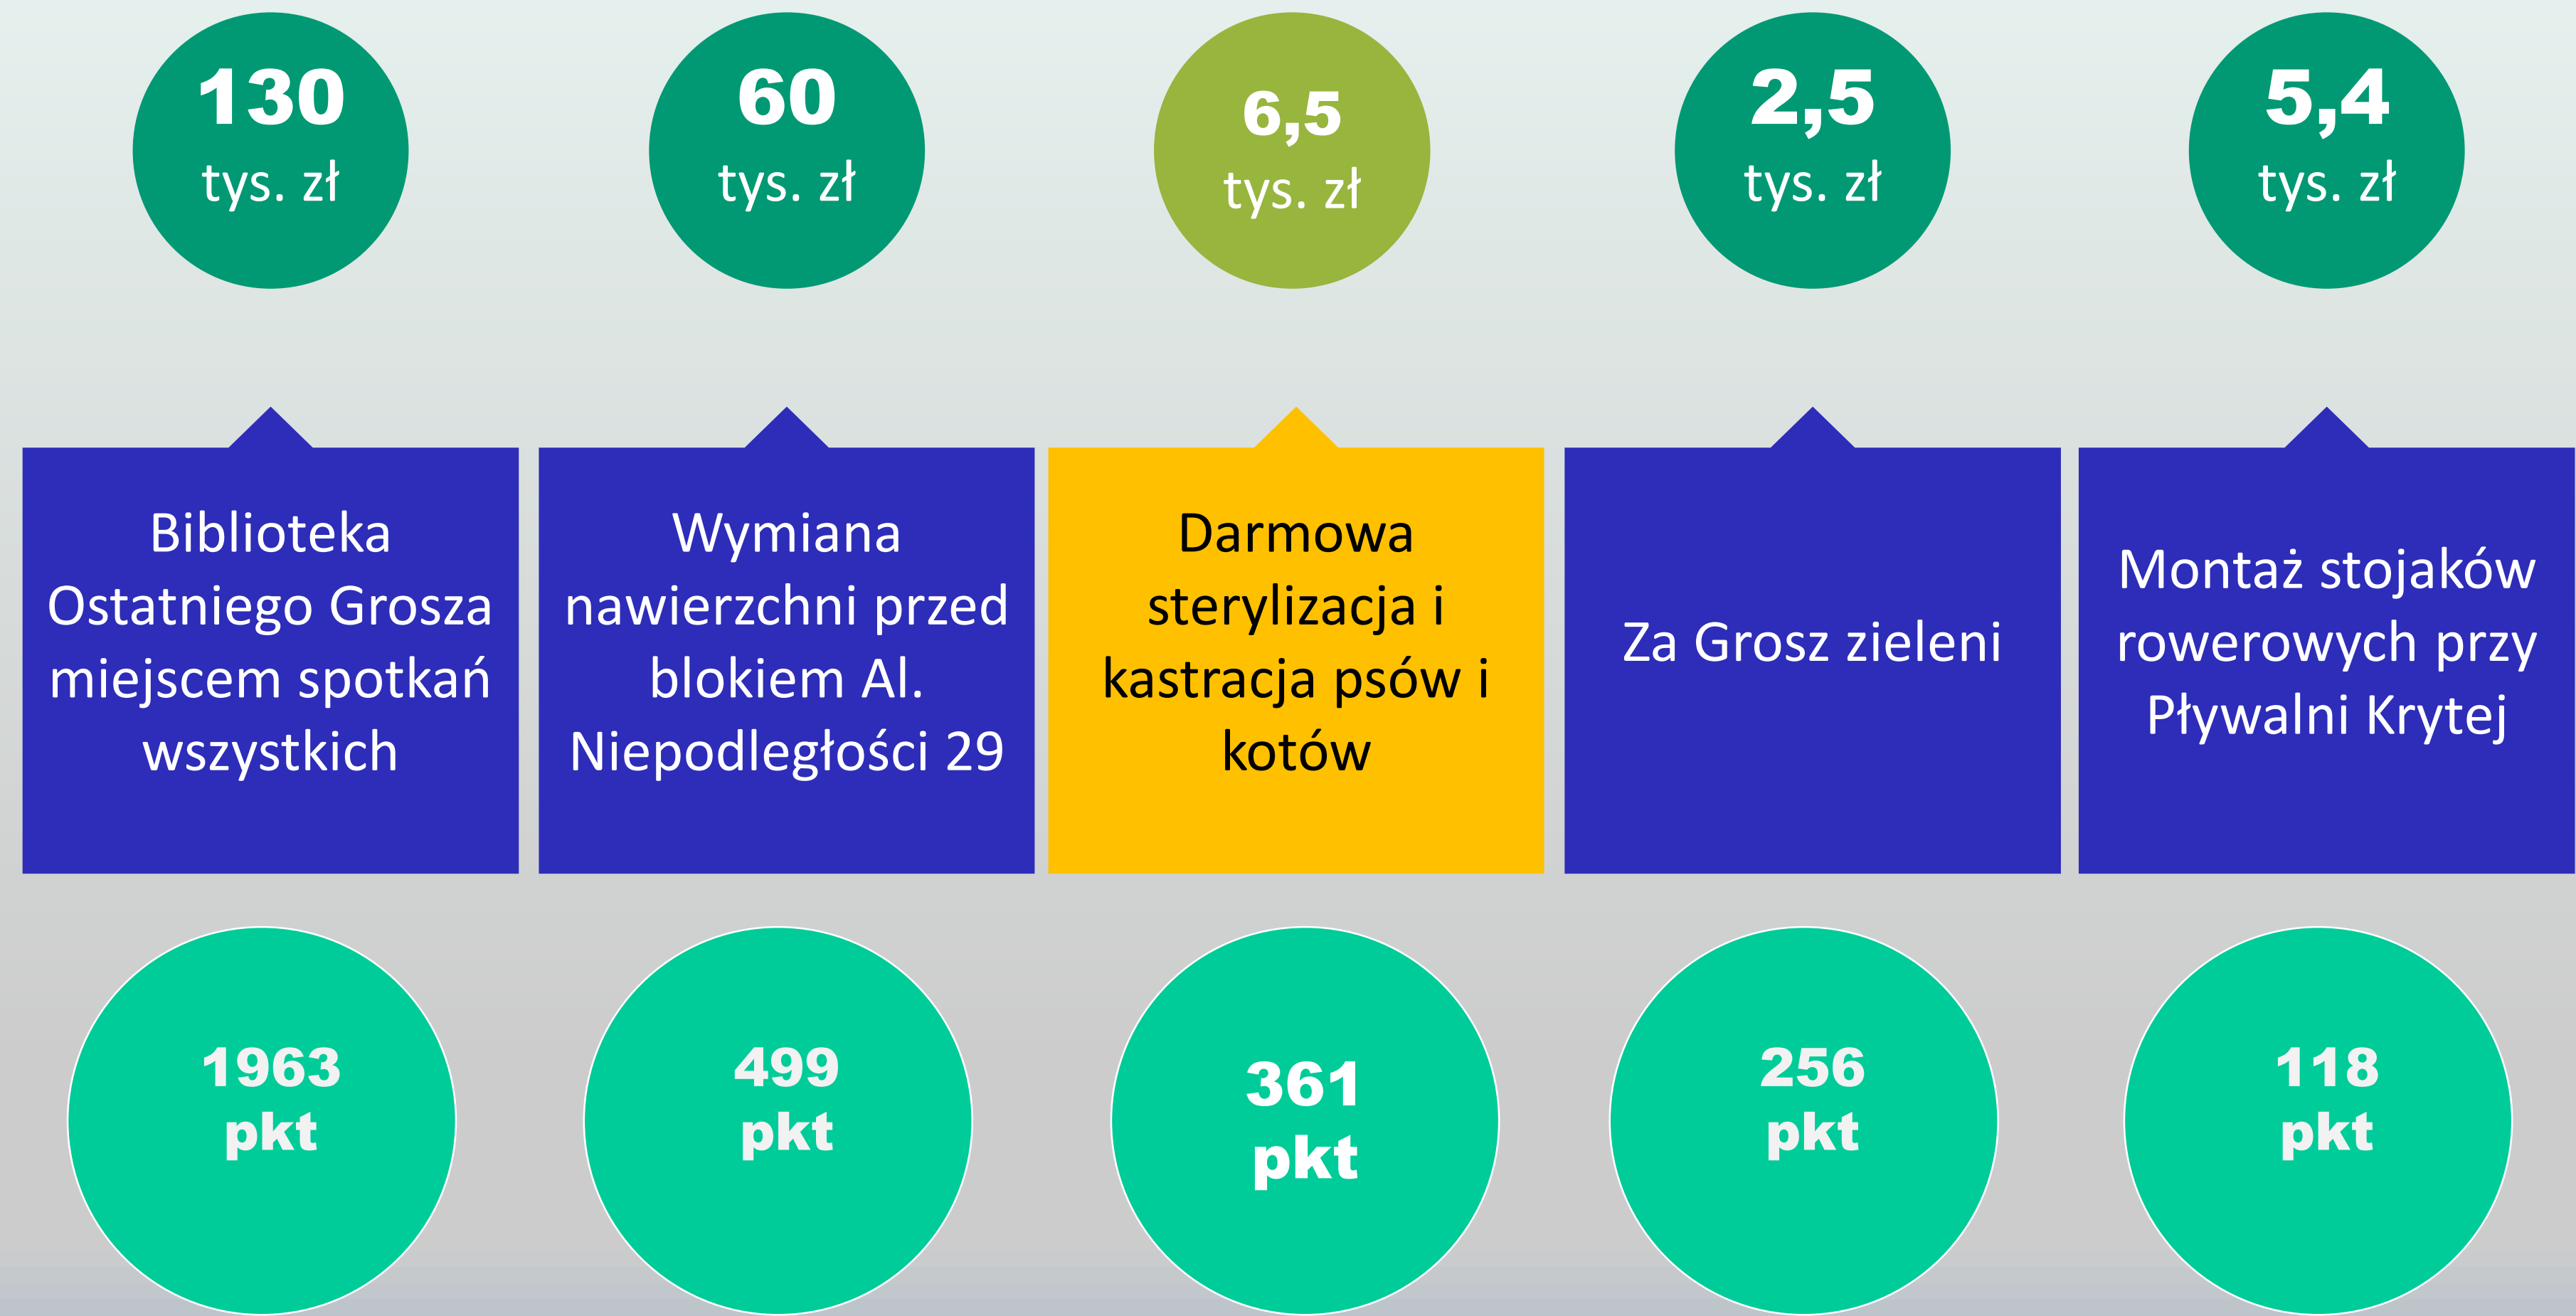 130
tys. zł
60
tys. zł
6,5
tys. zł
2,5
tys. zł
5,4
tys. zł
Biblioteka
Ostatniego Grosza
miejscem spotkań
wszystkich
Wymiana
nawierzchni przed
blokiem Al.
Niepodległości 29
Darmowa
sterylizacja i
kastracja psów i
kotów
Za Grosz zieleni
Montaż stojaków
rowerowych przy
Pływalni Krytej
1963
pkt
499
pkt
361
pkt
256
pkt
118
pkt